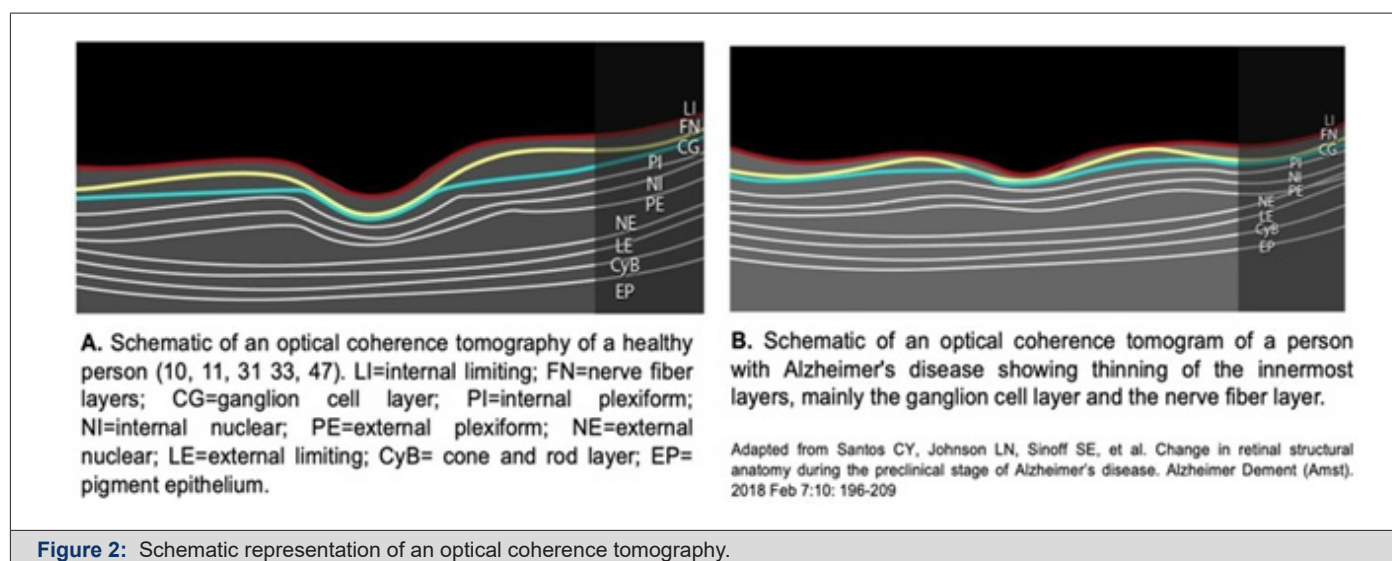 LI
FN
CG
PI
NI
PE
NE
LE
CyB
EP
LI
FN
CG
PI
NI
PE
NE
LE
CyB
EP
A. Schematic of an optical coherence tomography of a healthy
person (10, 11, 31 33, 47). LI=internal limiting; FN=nerve fiber
layers; CG=ganglion cell layer; PI=internal plexiform;
NI=internal nuclear; PE=external plexiform; NE=external
nuclear; LE=external limiting; CyB= cone and rod layer; EP=
pigment epithelium.
B. Schematic of an optical coherence tomogram of a person
with Alzheimer's disease showing thinning of the innermost
layers, mainly the ganglion cell layer and the nerve fiber layer.
Adapted from Santos CY, Johnson LN, Sinoff SE, et al. Change in retinal structural
anatomy during the preclinical stage of Alzheimer's disease. Alzheimer Dement (Amst).
2018 Feb 7:10: 196-209
Figure 2: Schematic representation of an optical coherence tomography.